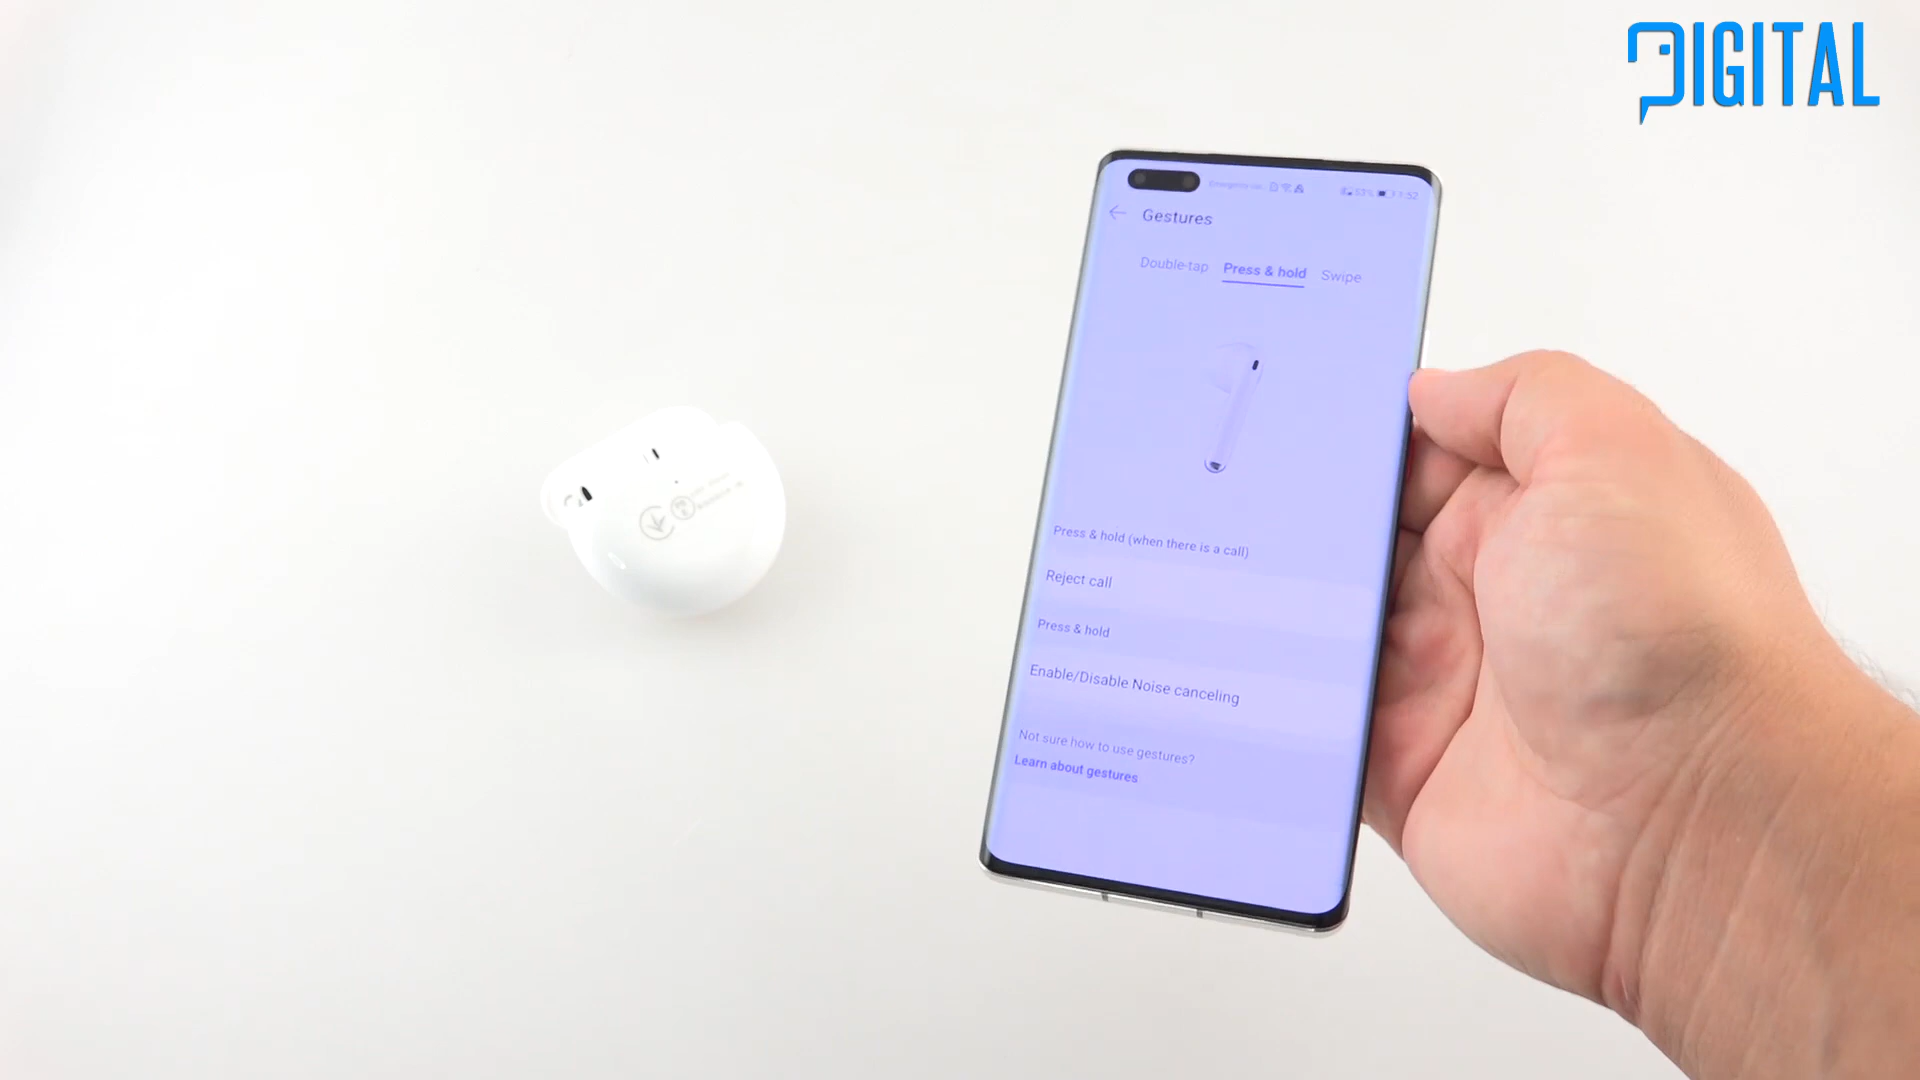 DIGITAL
Gestures
Double-tap Press & hold Swipe
Press & hold (when there is a call)
Reject call
Press & hold
Enable/Disable Noise canceling
Not sure how to use gestures?
Learn about gestures